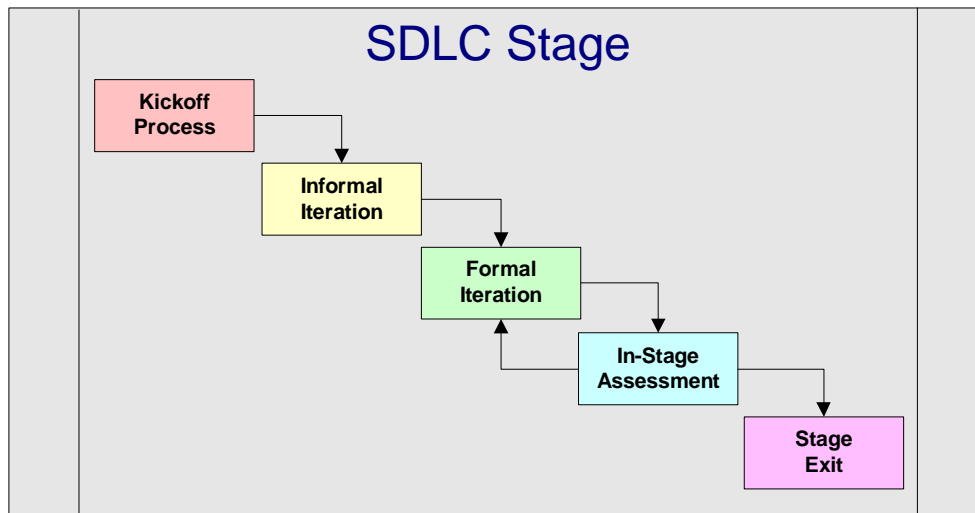 SDLC Stage
Kickoff
Process
Informal
Iteration
Formal
Iteration
In-Stage
Assessment
Stage
Exit